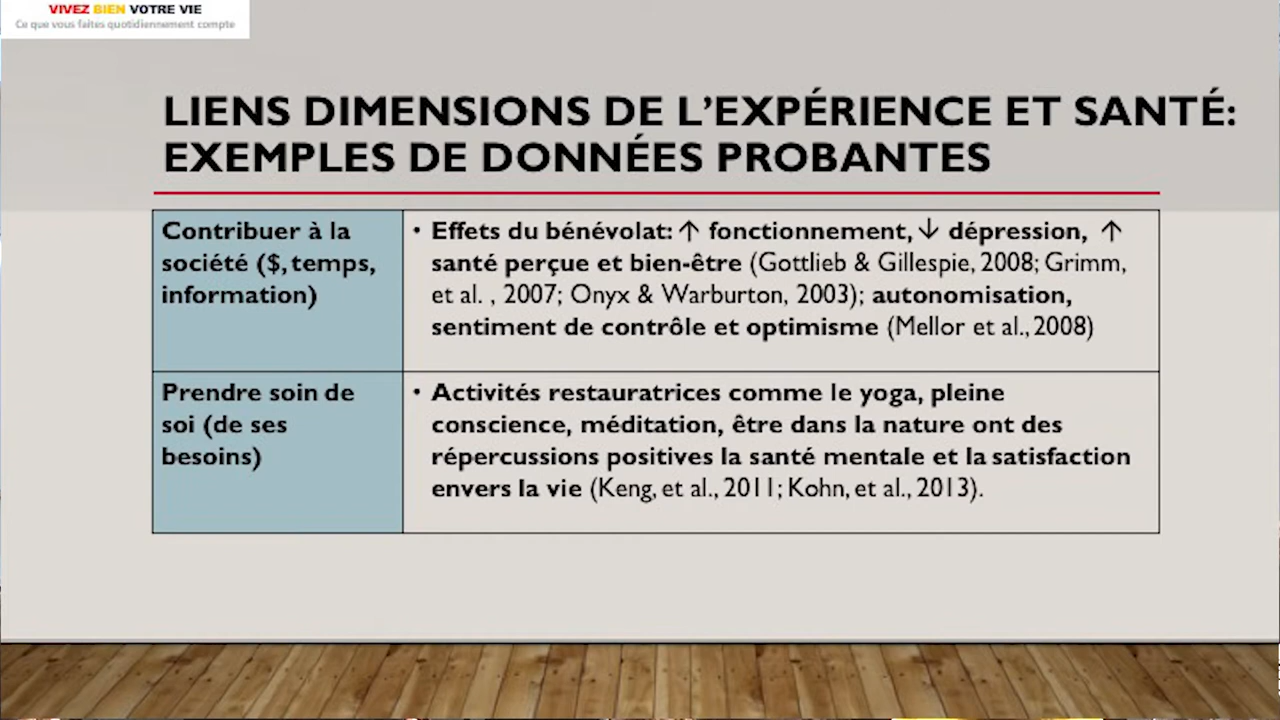 VIVEZ BIEN VOTRE VIE
Ce que vous faites quotidiennement compte
LIENS DIMENSIONS DE L'EXPÉRIENCE ET SANTÉ:
EXEMPLES DE DONNÉES PROBANTES
Contribuer à la
société ($, temps,
information)
• Effets du bénévolat: ↑ fonctionnement, ↓ dépression, ↑
santé perçue et bien-être (Gottlieb & Gillespie, 2008; Grimm,
et al. , 2007; Onyx & Warburton, 2003); autonomisation,
sentiment de contrôle et optimisme (Mellor et al., 2008)
Prendre soin de
soi (de ses
besoins)
• Activités restauratrices comme le yoga, pleine
conscience, méditation, être dans la nature ont des
répercussions positives la santé mentale et la satisfaction
envers la vie (Keng, et al., 2011; Kohn, et al., 2013).